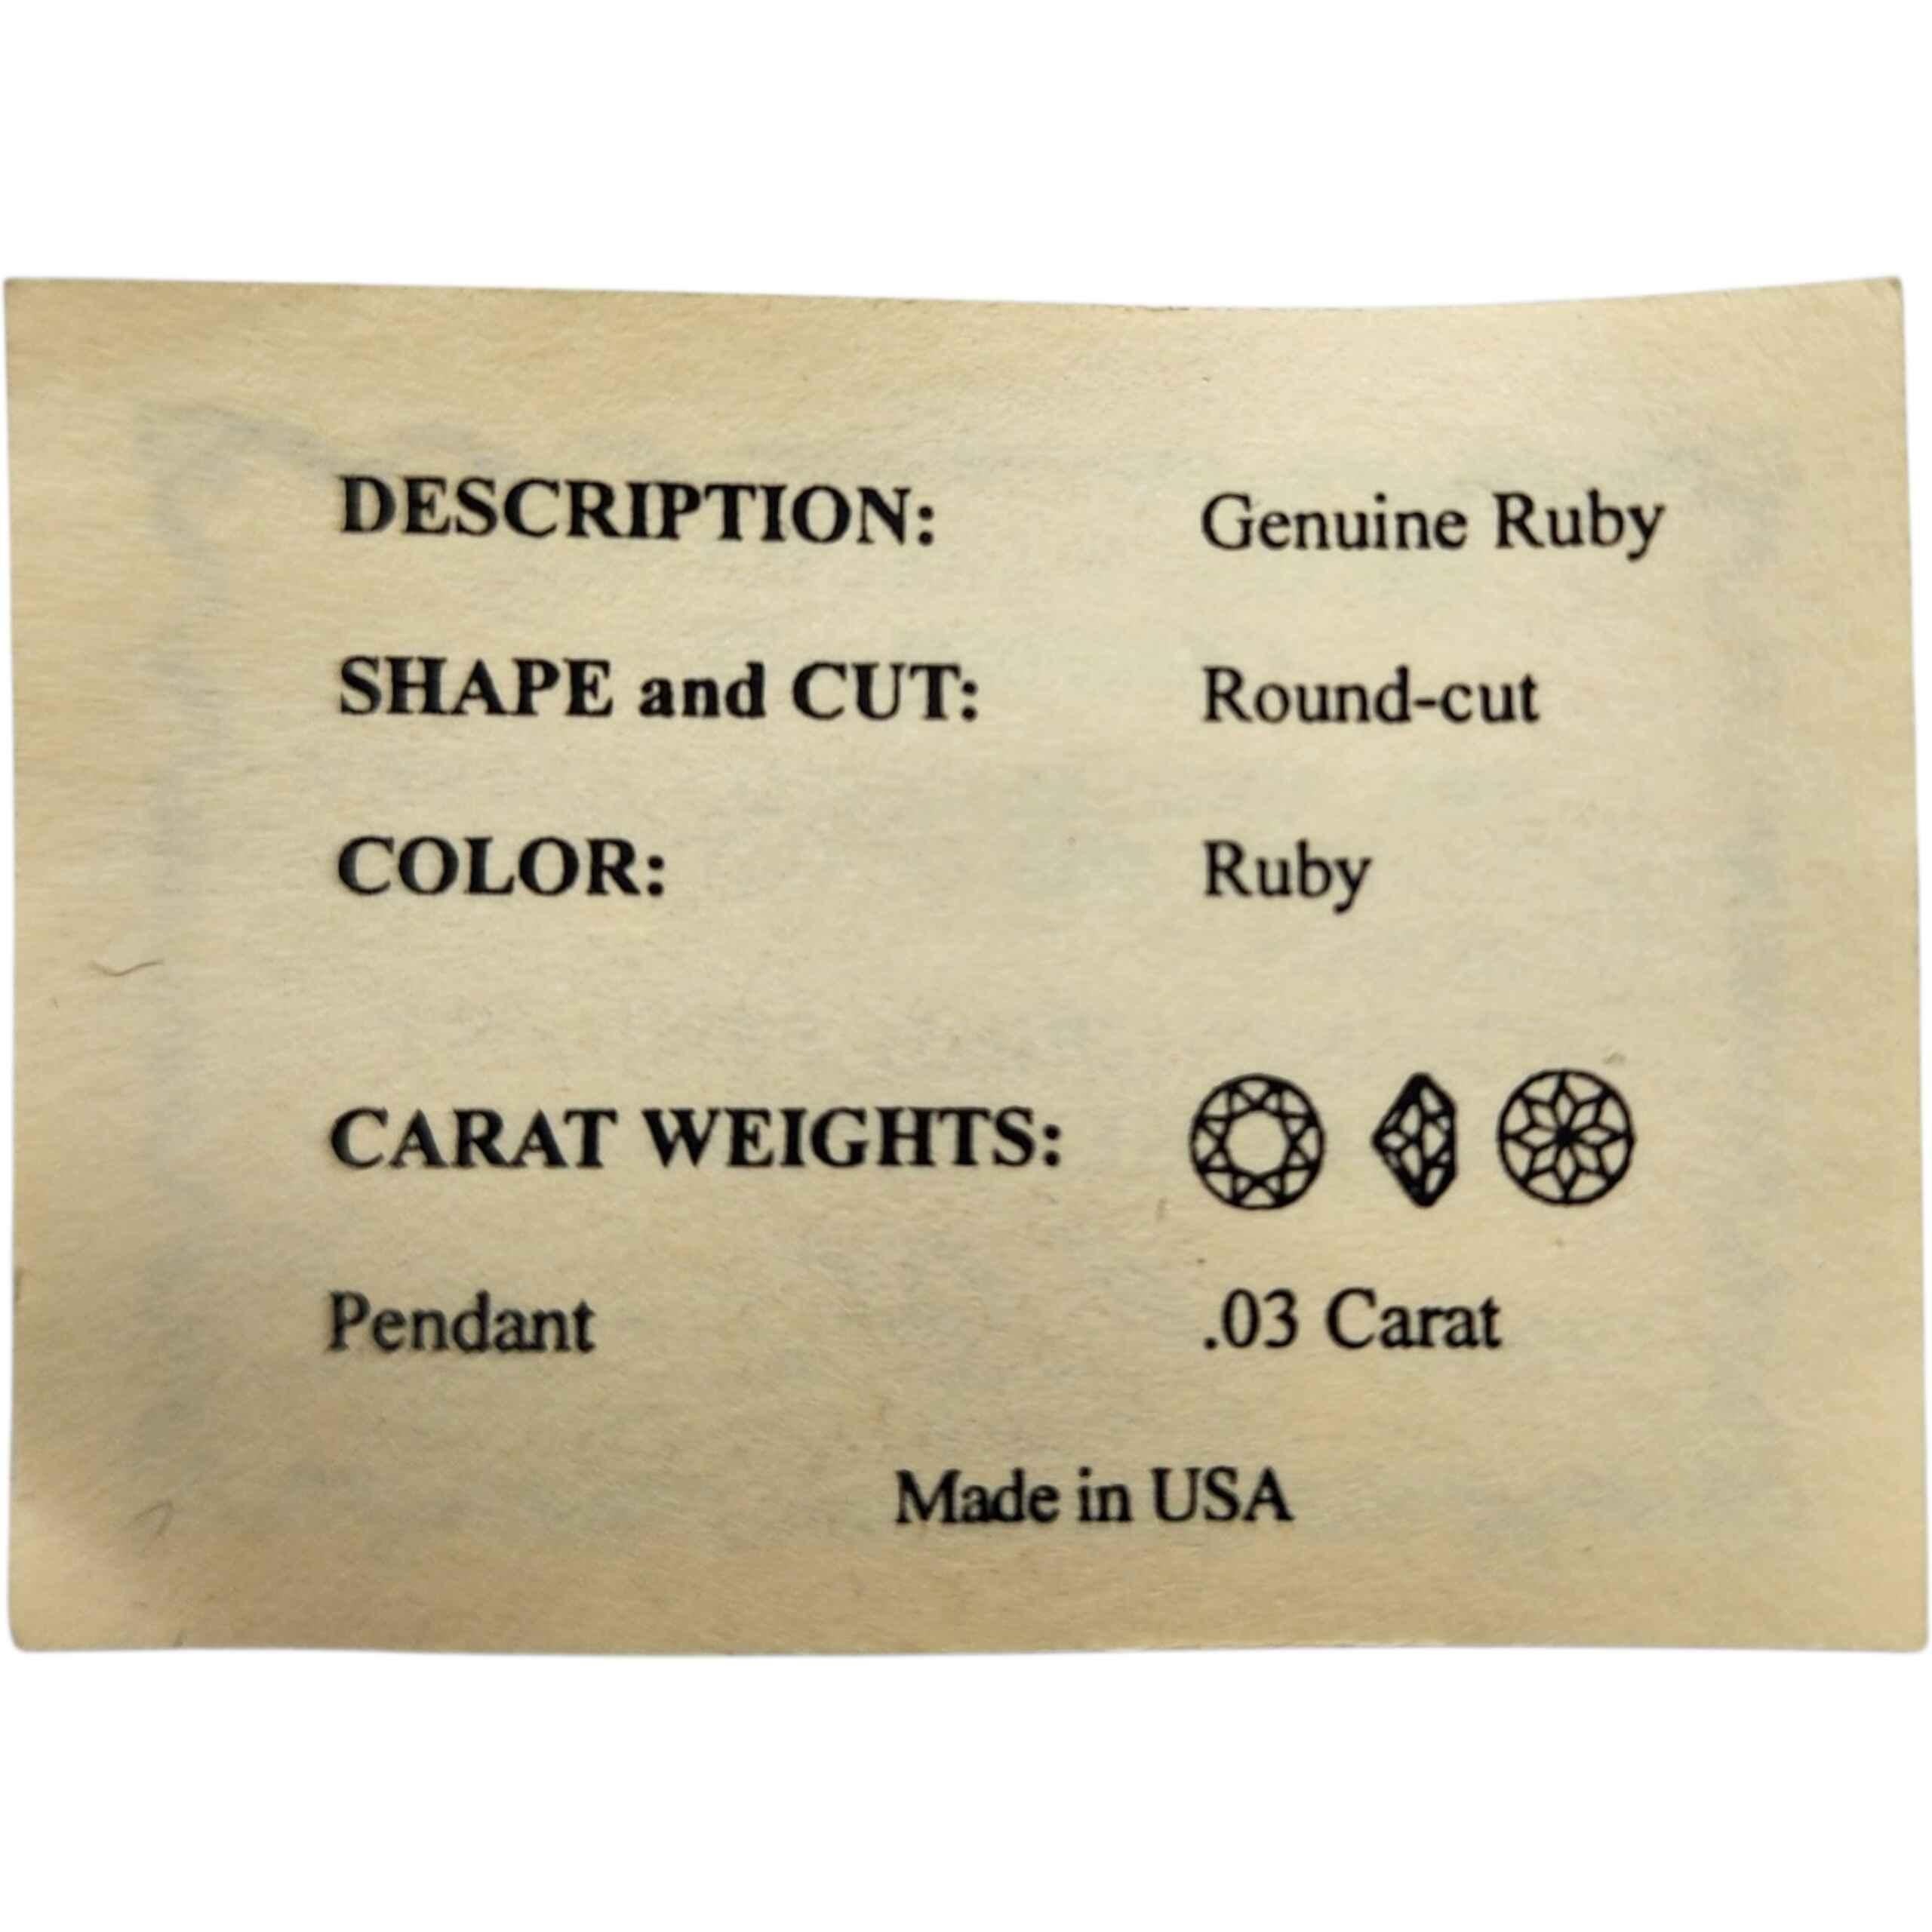 DESCRIPTION: Genuine Ruby
SHAPE and CUT: Round-cut
COLOR: Ruby
CARAT WEIGHTS:
Pendant .03 Carat
Made in USA